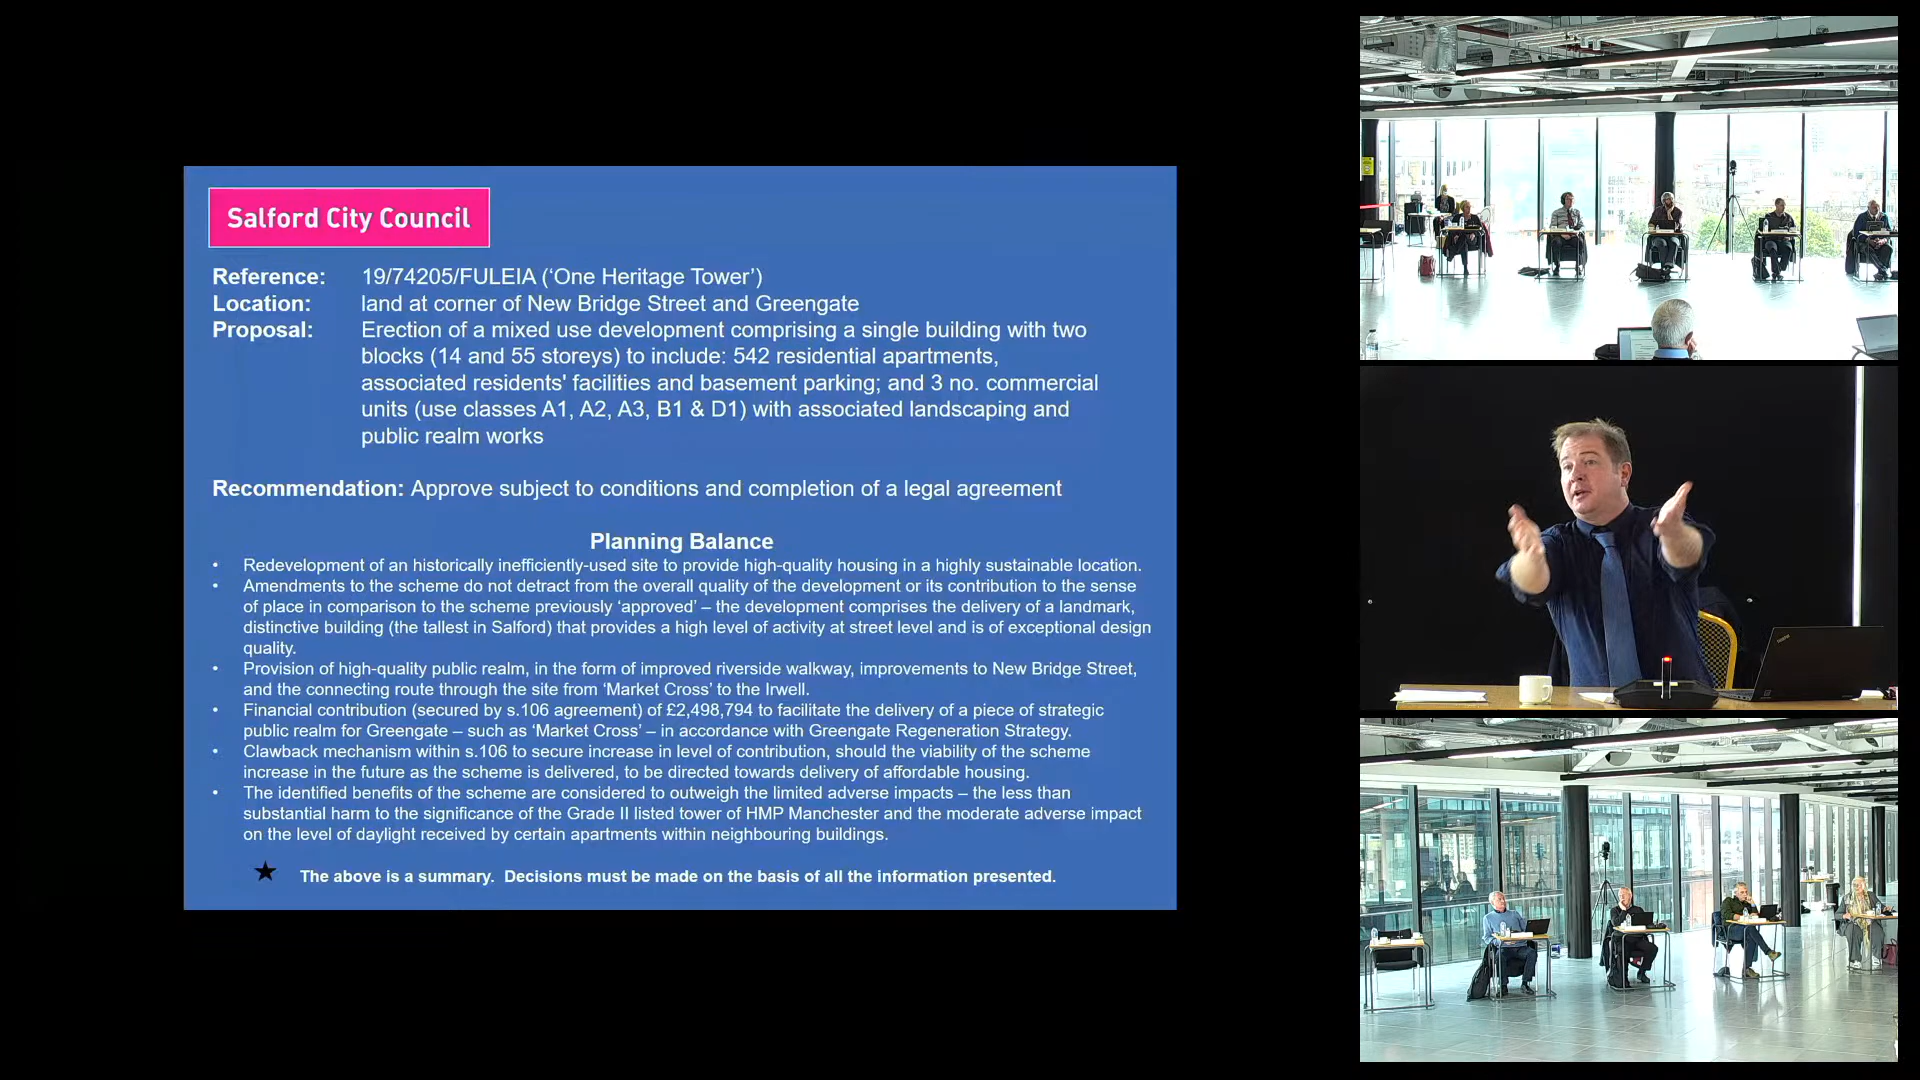 Salford City Council
Reference: 19/74205/FULEIA (‘One Heritage Tower’)
Location: land at corner of New Bridge Street and Greengate
Proposal: Erection of a mixed use development comprising a single building with two
blocks (14 and 55 storeys) to include: 542 residential apartments,
associated residents' facilities and basement parking; and 3 no. commercial
units (use classes A1, A2, A3, B1 & D1) with associated landscaping and
public realm works
Recommendation: Approve subject to conditions and completion of a legal agreement
Planning Balance
• Redevelopment of an historically inefficiently-used site to provide high-quality housing in a highly sustainable location.
• Amendments to the scheme do not detract from the overall quality of the development or its contribution to the sense
of place in comparison to the scheme previously ‘approved’ – the development comprises the delivery of a landmark,
distinctive building (the tallest in Salford) that provides a high level of activity at street level and is of exceptional design
quality.
• Provision of high-quality public realm, in the form of improved riverside walkway, improvements to New Bridge Street,
and the connecting route through the site from ‘Market Cross’ to the Irwell.
• Financial contribution (secured by s.106 agreement) of £2,498,794 to facilitate the delivery of a piece of strategic
public realm for Greengate – such as ‘Market Cross’ – in accordance with Greengate Regeneration Strategy.
• Clawback mechanism within s.106 to secure increase in level of contribution, should the viability of the scheme
increase in the future as the scheme is delivered, to be directed towards delivery of affordable housing.
• The identified benefits of the scheme are considered to outweigh the limited adverse impacts – the less than
substantial harm to the significance of the Grade II listed tower of HMP Manchester and the moderate adverse impact
on the level of daylight received by certain apartments within neighbouring buildings.
★ The above is a summary. Decisions must be made on the basis of all the information presented.